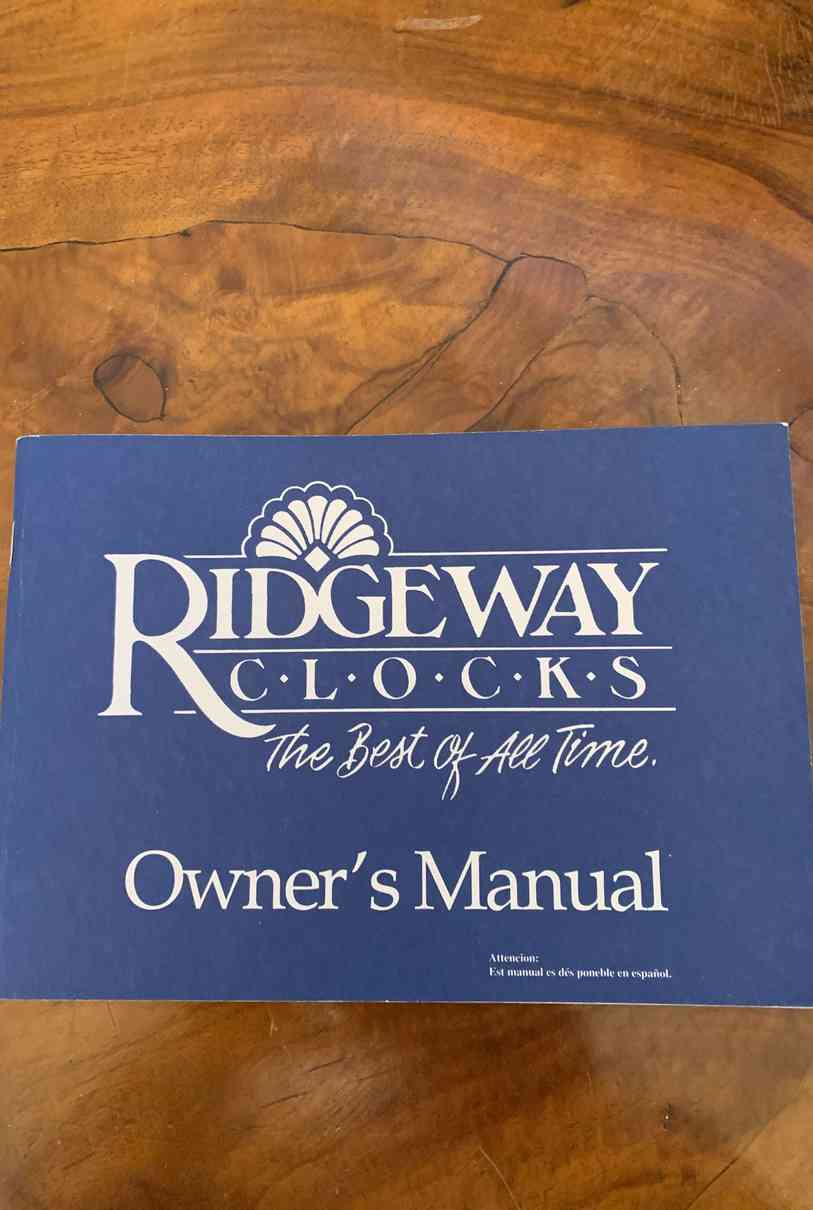 RIDGEWAY
C·L·O·C·K·S
The Best Of All Time.
Owner's Manual
Attencion:
Est manual es dés poneble en español.